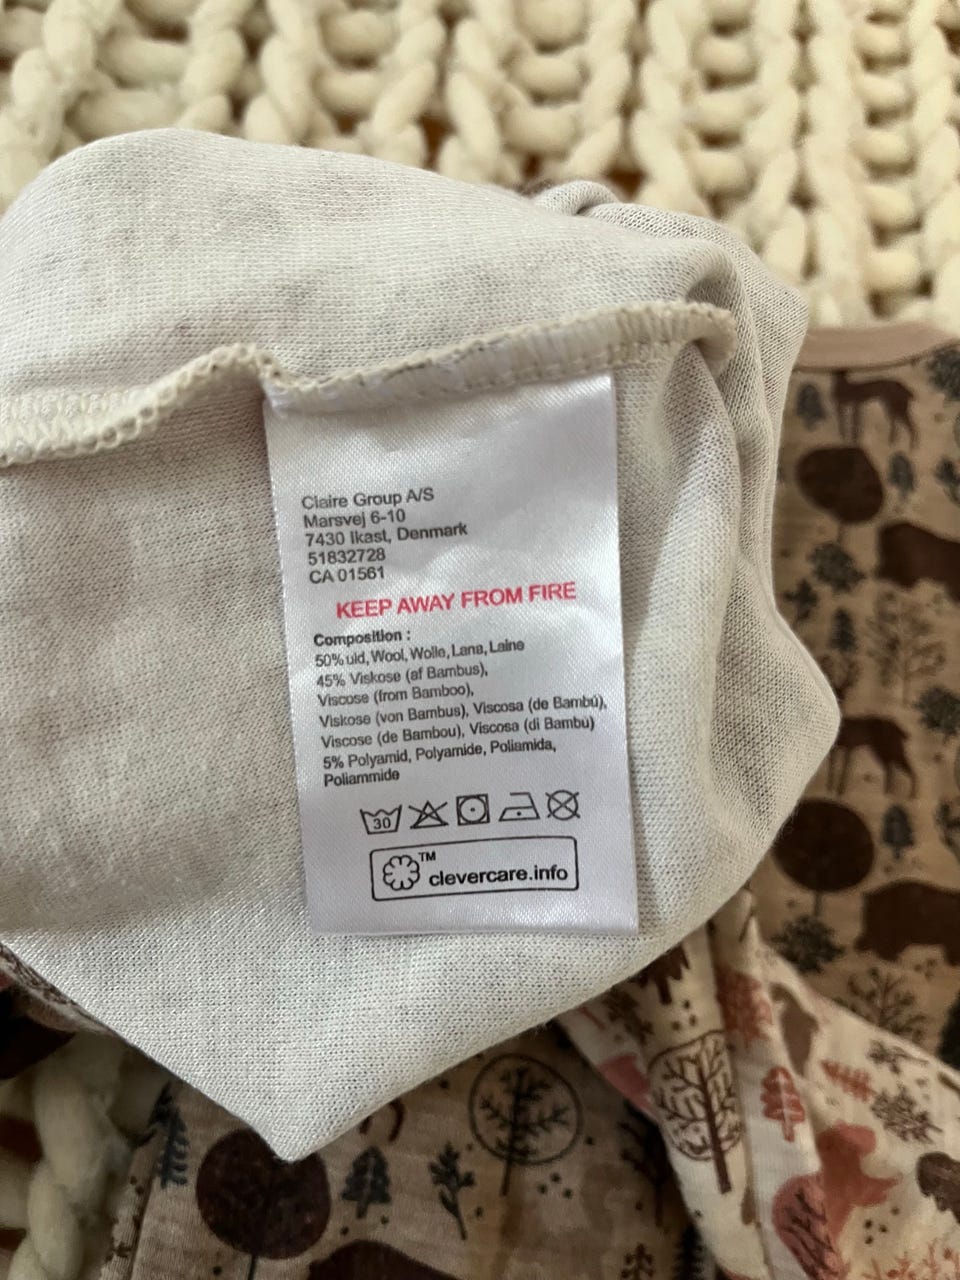 Claire Group A/S
Marsvej 6-10
7430 Ikast, Denmark
51832728
CA 01561
KEEP AWAY FROM FIRE
Composition :
50% uld, Wool, Wolle, Lana, Laine
45% Viskose (af Bambus),
Viscose (from Bamboo),
Viskose (von Bambus), Viscosa (de Bambú),
Viscose (de Bambou), Viscosa (di Bambù)
5% Polyamid, Polyamide, Poliamida,
Poliammide
30
TM
clevercare.info